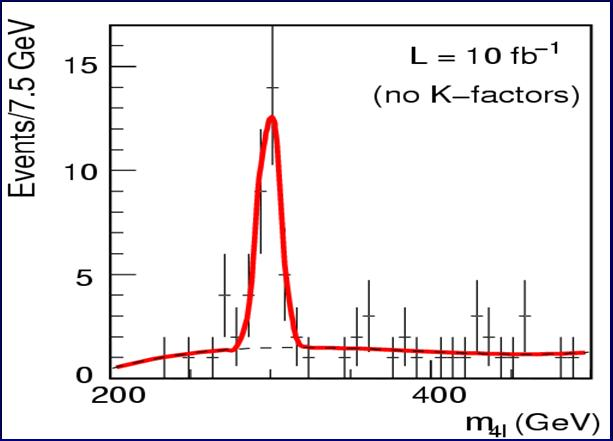 Events/7.5 GeV
15
10
5
0
L = 10 fb⁻¹
(no K−factors)
200
400
m4l (GeV)